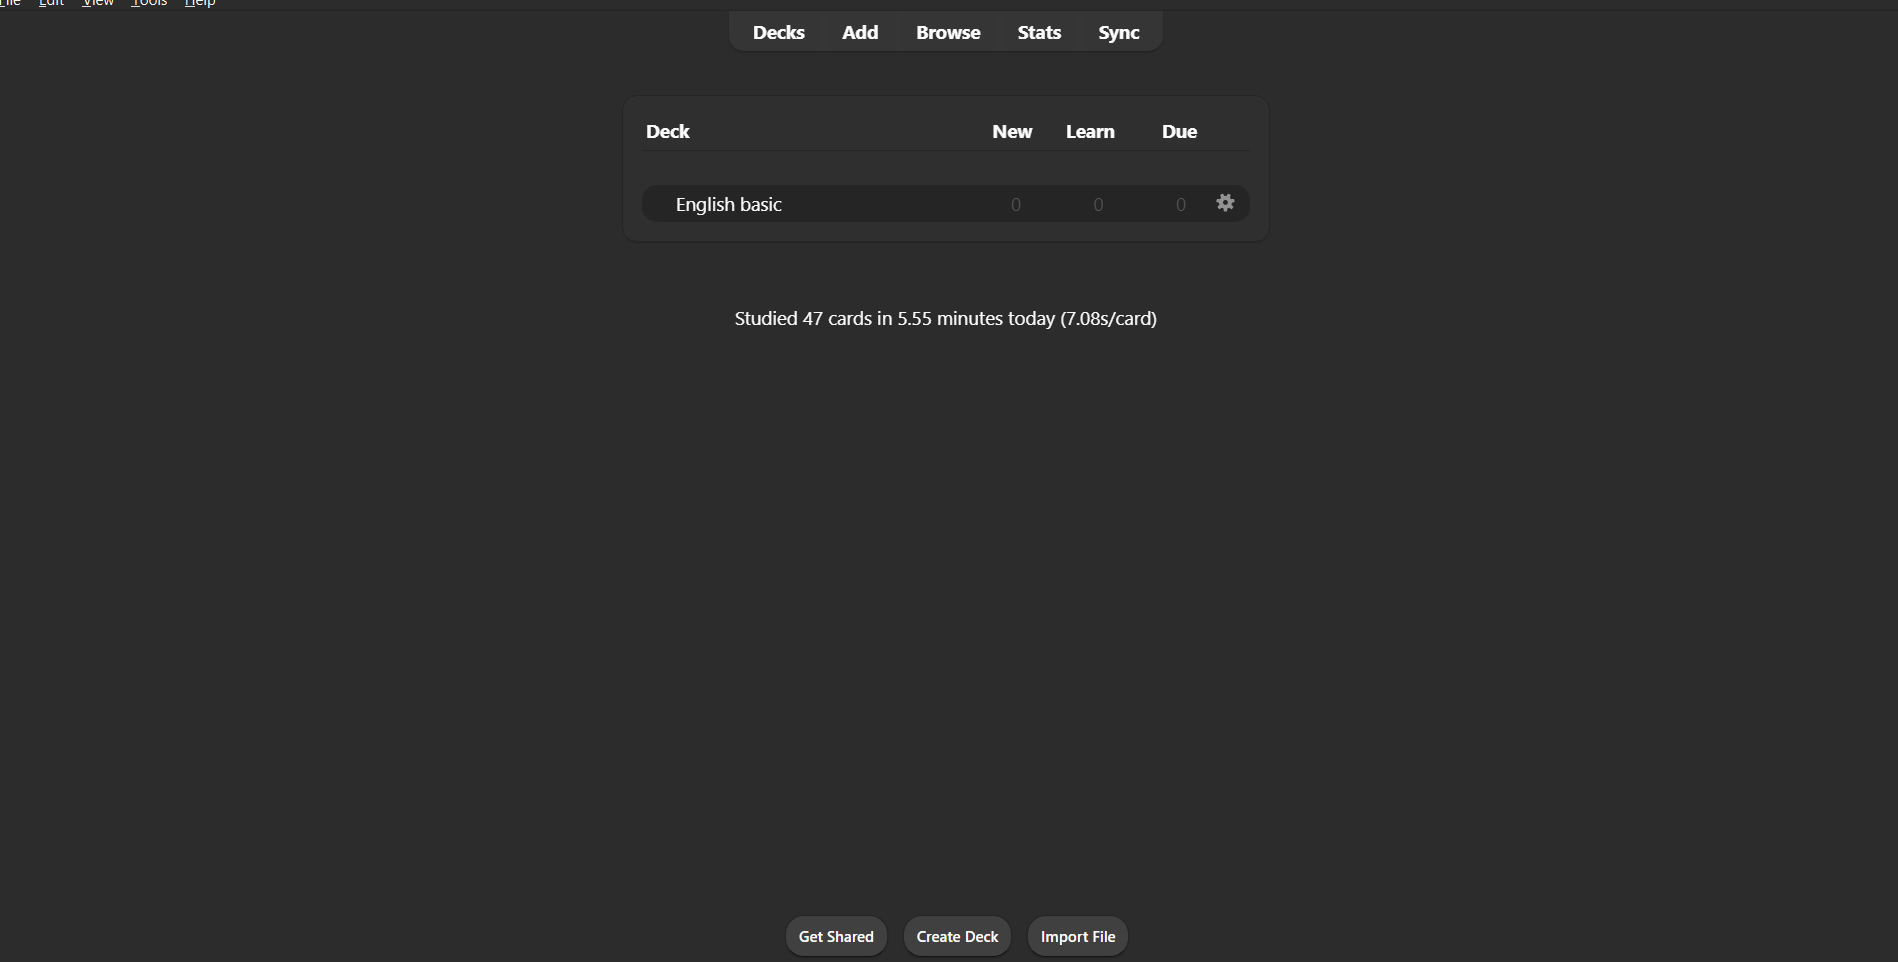 File Edit View Tools Help
Decks Add Browse Stats Sync
Deck New Learn Due
English basic 0 0 0
Studied 47 cards in 5.55 minutes today (7.08s/card)
Get Shared Create Deck Import File